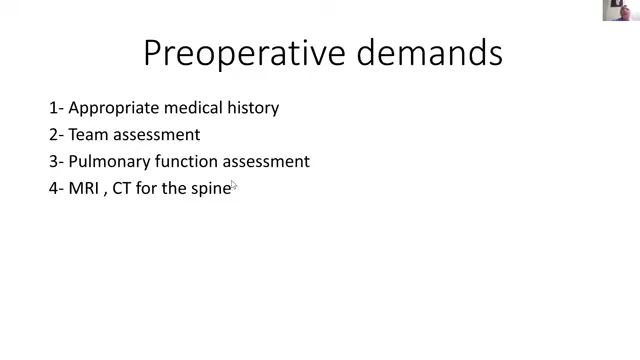 Preoperative demands
1- Appropriate medical history
2- Team assessment
3- Pulmonary function assessment
4- MRI , CT for the spine